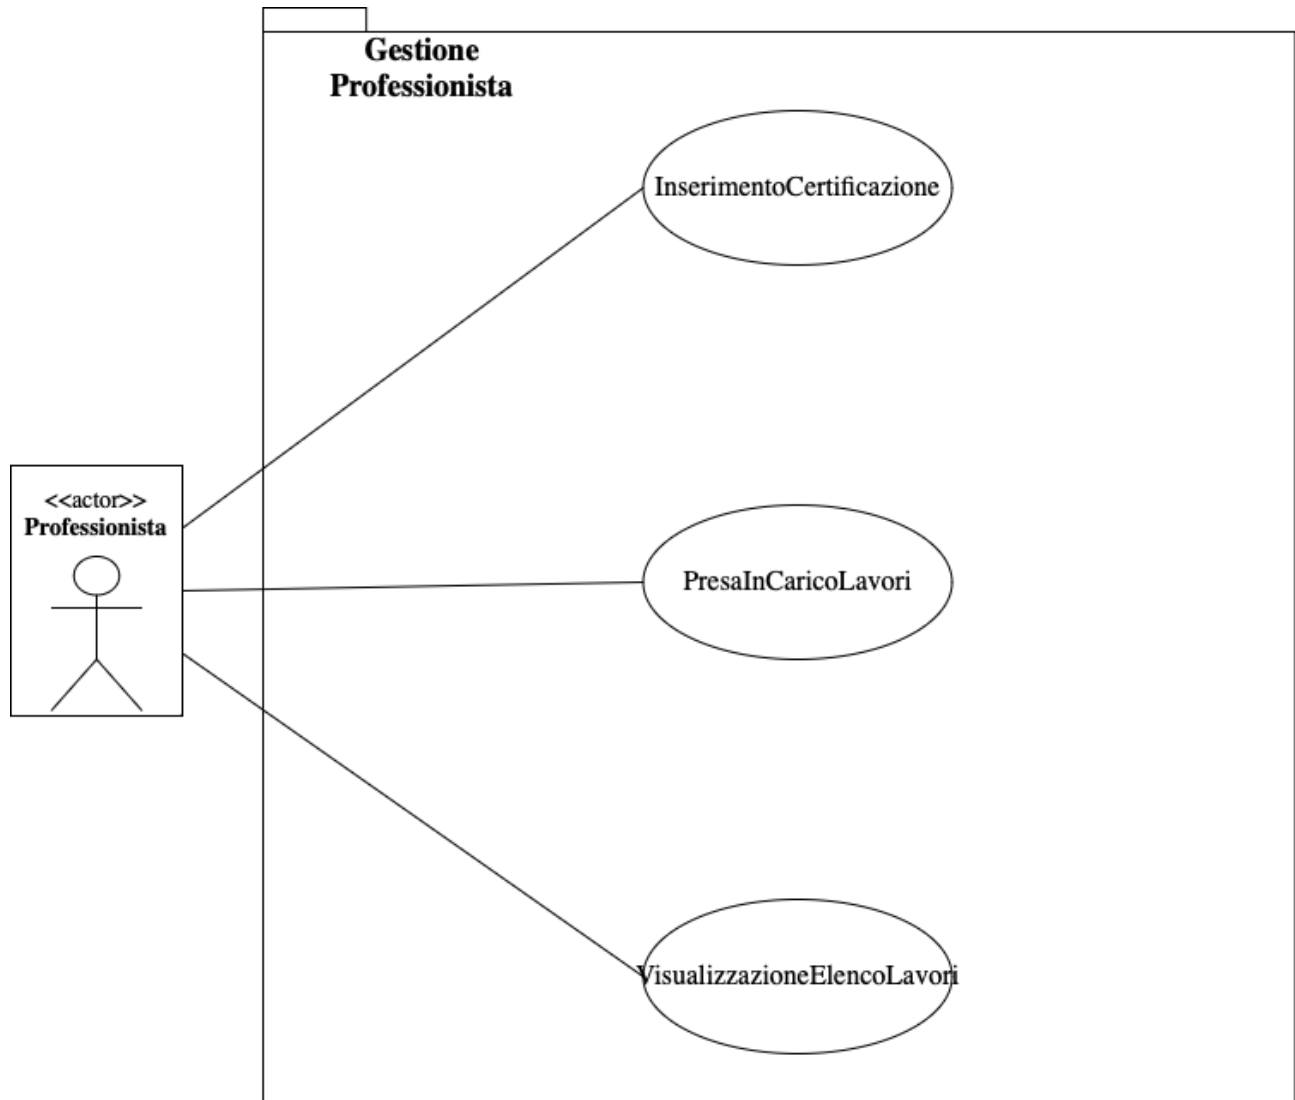 Gestione
Professionista
InserimentoCertificazione
<<actor>>
Professionista
PresaInCaricoLavori
VisualizzazioneElencoLavori